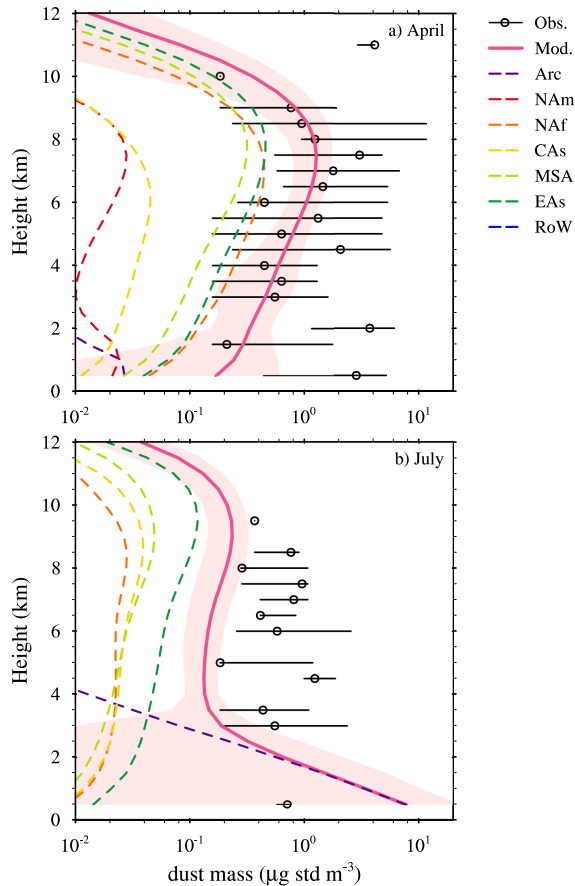 12
10
8
6
4
2
0
Height (km)
a) April
10-2
10-1
100
101
Obs.
Mod.
Arc
NAm
NAf
CAs
MSA
EAs
RoW
12
10
8
6
4
2
0
Height (km)
b) July
10-2
10-1
100
101
dust mass (μg std m-3)